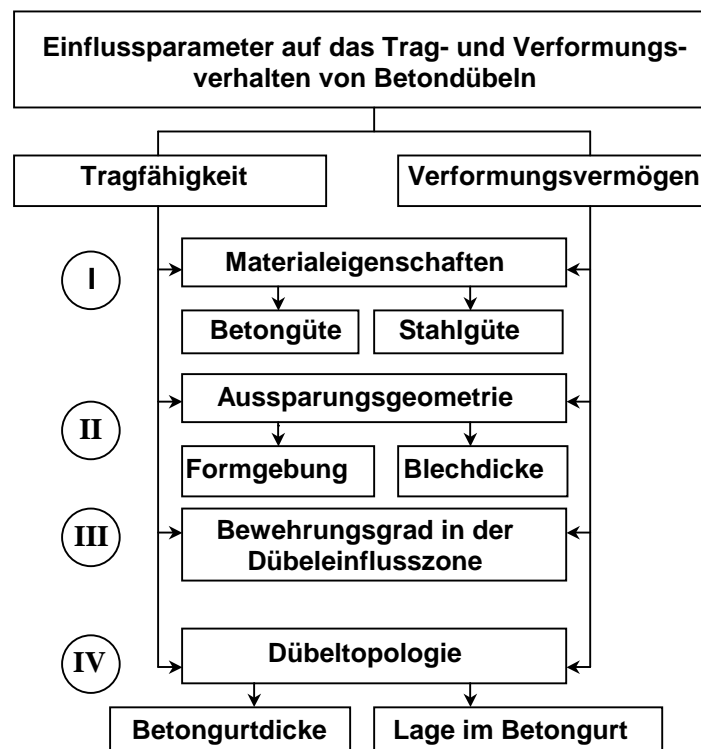 Einflussparameter auf das Trag- und Verformungs-
verhalten von Betondübeln
Tragfähigkeit
Verformungsvermögen
I
Materialeigenschaften
Betongüte
Stahlgüte
II
Aussparungsgeometrie
Formgebung
Blechdicke
III
Bewehrungsgrad in der
Dübeleinflusszone
IV
Dübeltopologie
Betongurtdicke
Lage im Betongurt